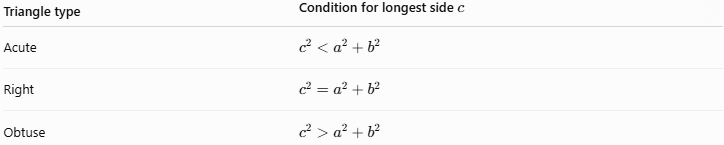 Triangle type Condition for longest side c
Acute c² < a² + b²
Right c² = a² + b²
Obtuse c² > a² + b²